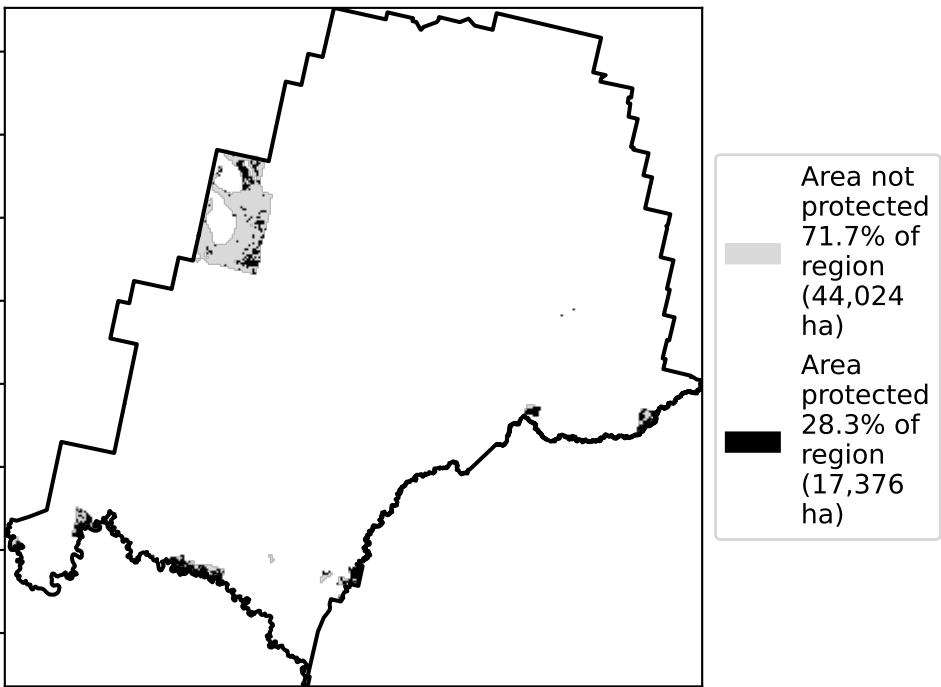 Area not
protected
71.7% of
region
(44,024
ha)
Area
protected
28.3% of
region
(17,376
ha)